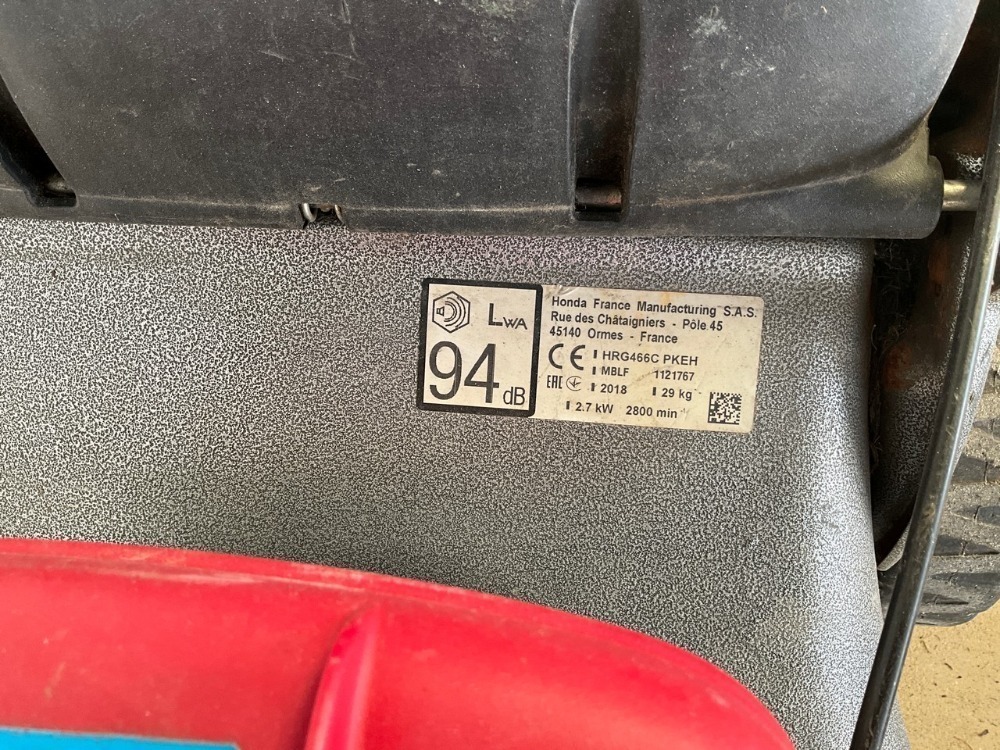 LWA
94 dB
Honda France Manufacturing S.A.S.
Rue des Châtaigniers - Pôle 45
45140 Ormes - France
CE HRG466C PKEH
MBLF 1121767
EAC 2018 29 kg
2.7 kW 2800 min